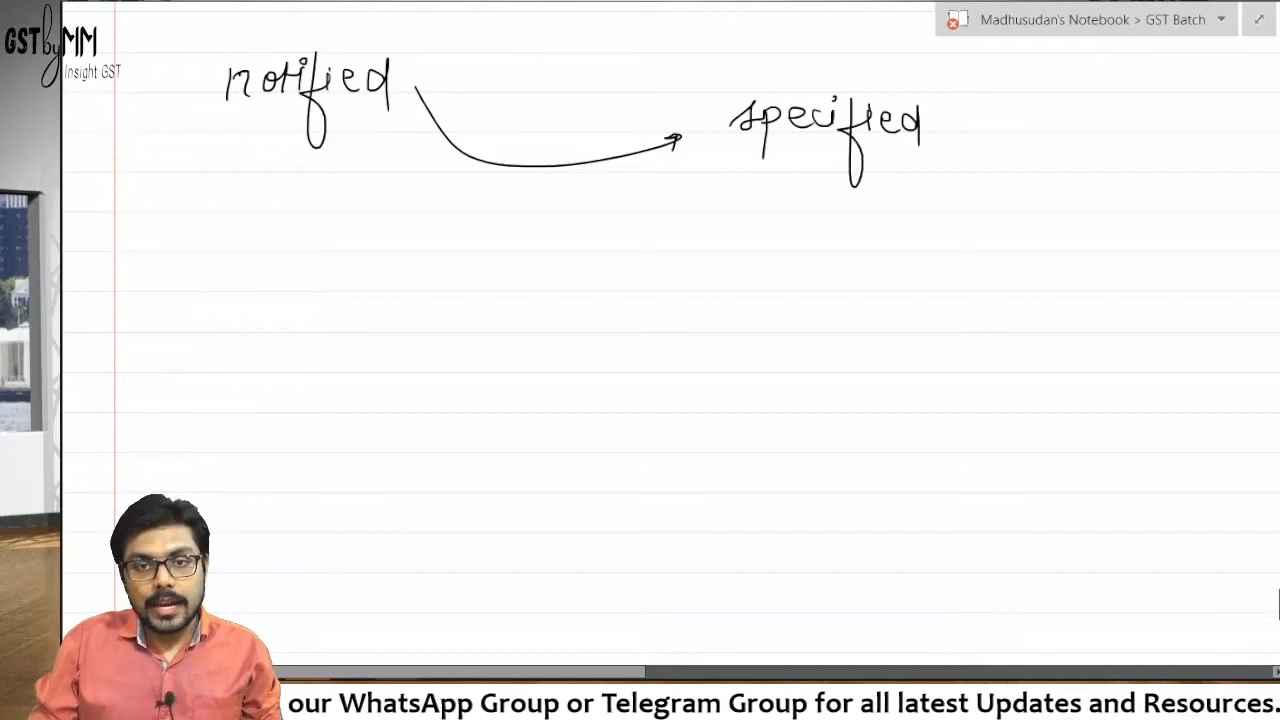 GST by MM
Insight GST
Madhusudan's Notebook > GST Batch
notified
specified
our WhatsApp Group or Telegram Group for all latest Updates and Resources.